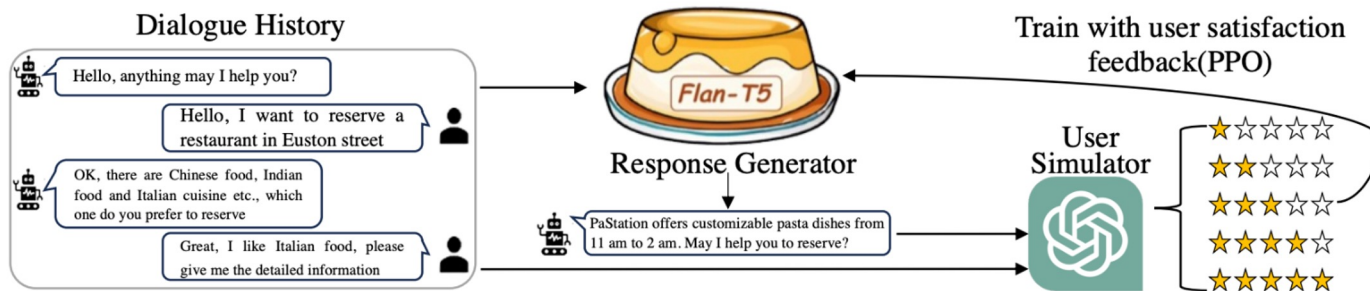 Dialogue History
Hello, anything may I help you?
Hello, I want to reserve a
restaurant in Euston street
OK, there are Chinese food, Indian
food and Italian cuisine etc., which
one do you prefer to reserve
Great, I like Italian food, please
give me the detailed information
Flan-T5
Response Generator
PaStation offers customizable pasta dishes from
11 am to 2 am. May I help you to reserve?
Train with user satisfaction
feedback(PPO)
User
Simulator